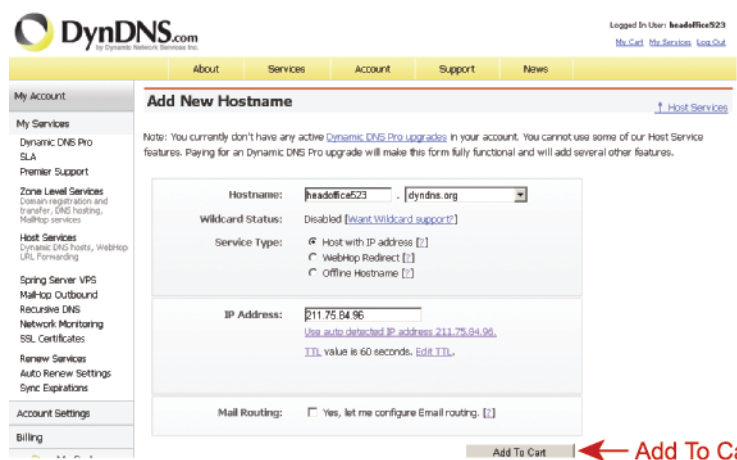 DynDNS.com
by Dynamic Network Services Inc.
Logged In User: headoffice523
My Cart My Services Log Out
About Services Account Support News
My Account
My Services
Dynamic DNS Pro
SLA
Premier Support
Zone Level Services
Domain registration and
transfer, DNS hosting,
MailHop services
Host Services
Dynamic DNS hosts, WebHop
URL Forwarding
Spring Server VPS
MailHop Outbound
Recursive DNS
Network Monitoring
SSL Certificates
Renew Services
Auto Renew Settings
Sync Expirations
Account Settings
Billing
Add New Hostname
↑ Host Services
Note: You currently don't have any active Dynamic DNS Pro upgrades in your account. You cannot use some of our Host Service
features. Paying for an Dynamic DNS Pro upgrade will make this form fully functional and will add several other features.
Hostname: headoffice523 . dyndns.org
Wildcard Status: Disabled [Want Wildcard support?]
Service Type: Host with IP address [?]
WebHop Redirect [?]
Offline Hostname [?]
IP Address: 211.75.84.96
Use auto detected IP address 211.75.84.96.
TTL value is 60 seconds. Edit TTL.
Mail Routing: Yes, let me configure Email routing. [?]
Add To Cart
Add To Ca